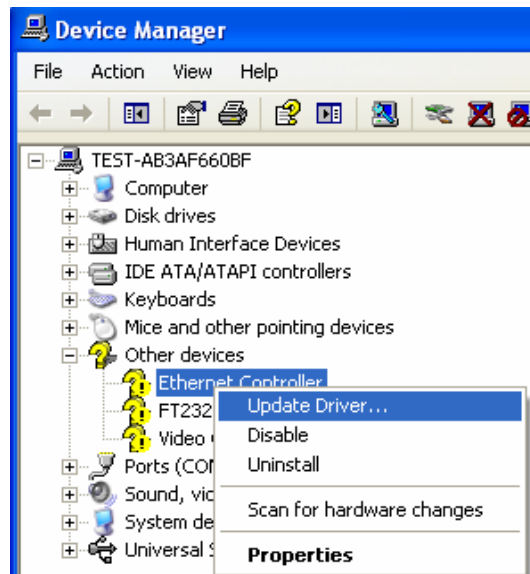 Device Manager
File Action View Help
TEST-AB3AF660BF
Computer
Disk drives
Human Interface Devices
IDE ATA/ATAPI controllers
Keyboards
Mice and other pointing devices
Other devices
Ethernet Controller
Update Driver...
FT232
Disable
Video
Uninstall
Ports (COM
Sound, vid
Scan for hardware changes
System de
Universal S
Properties